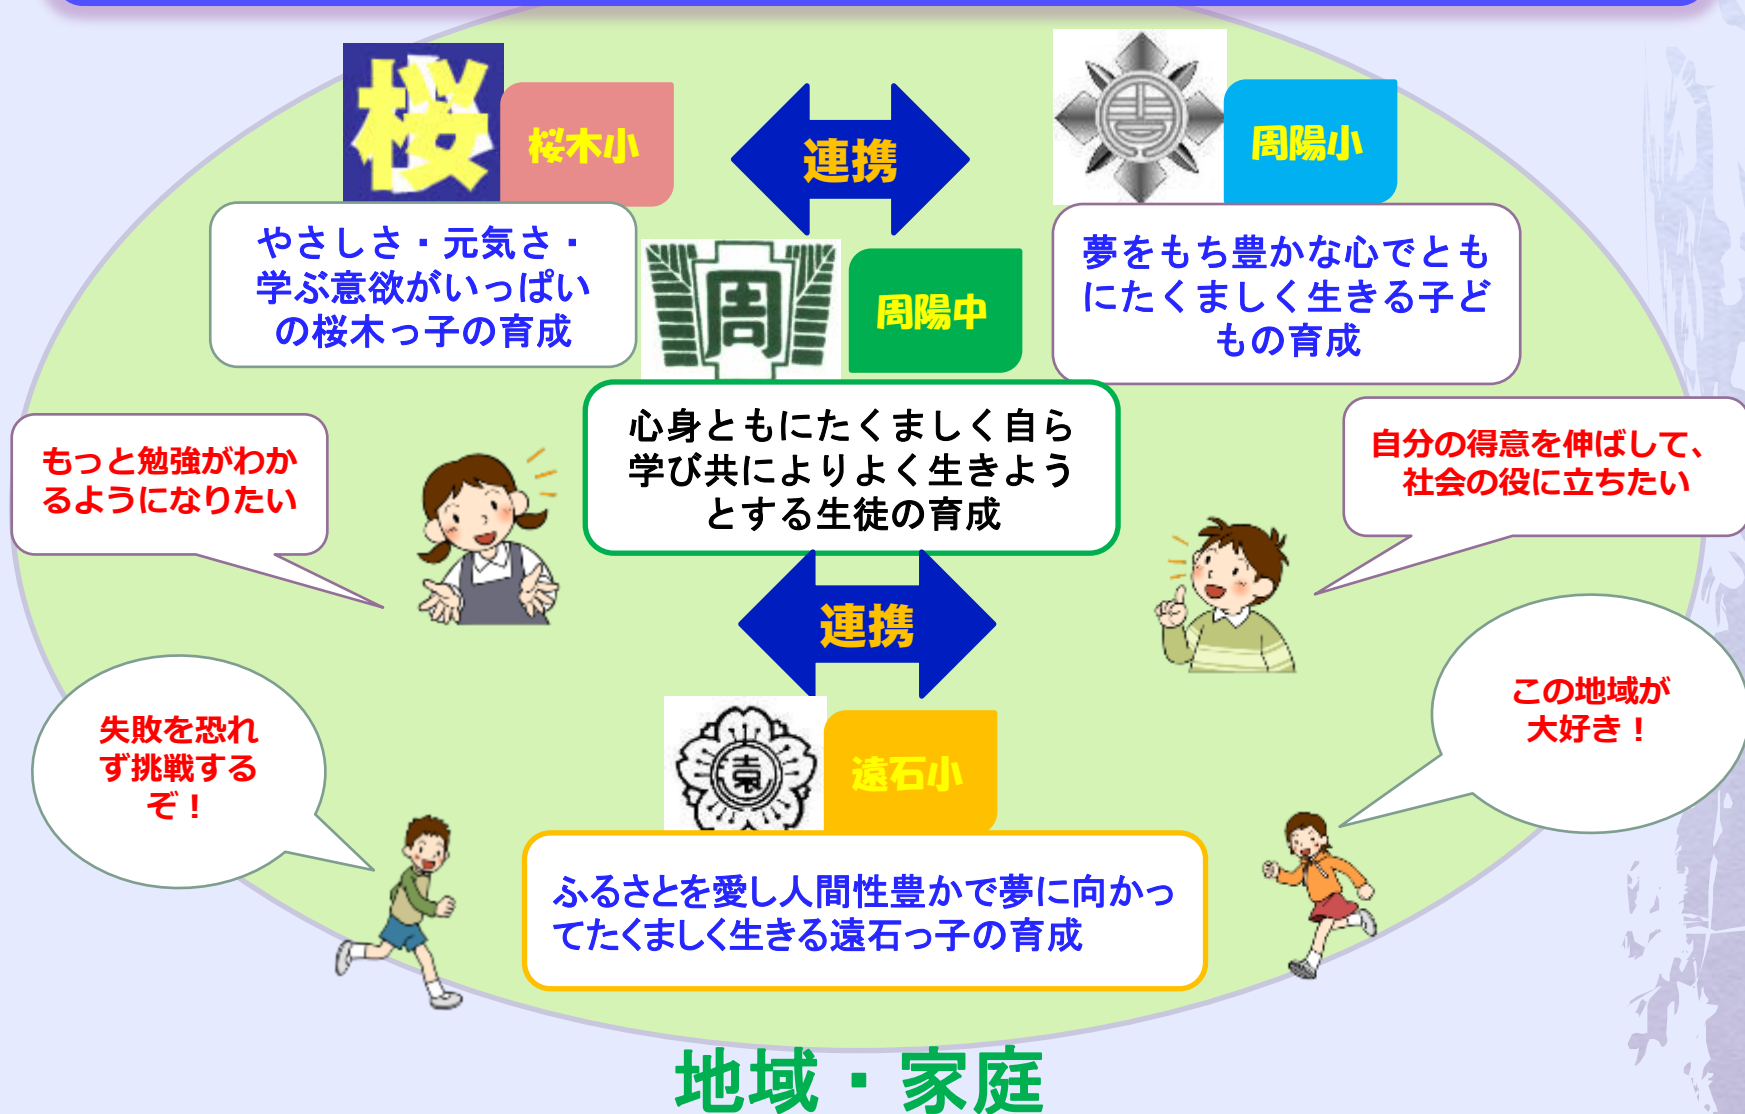 桜
桜木小
連携
周陽小
やさしさ・元気さ・
学ぶ意欲がいっぱい
の桜木っ子の育成
周
周陽中
夢をもち豊かな心でとも
にたくましく生きる子ど
もの育成
心身ともにたくましく自ら
学び共によりよく生きよう
とする生徒の育成
もっと勉強がわか
るようになりたい
自分の得意を伸ばして、
社会の役に立ちたい
連携
失敗を恐れ
ず挑戦する
ぞ！
この地域が
大好き！
遠石小
ふるさとを愛し人間性豊かで夢に向かっ
てたくましく生きる遠石っ子の育成
地域・家庭